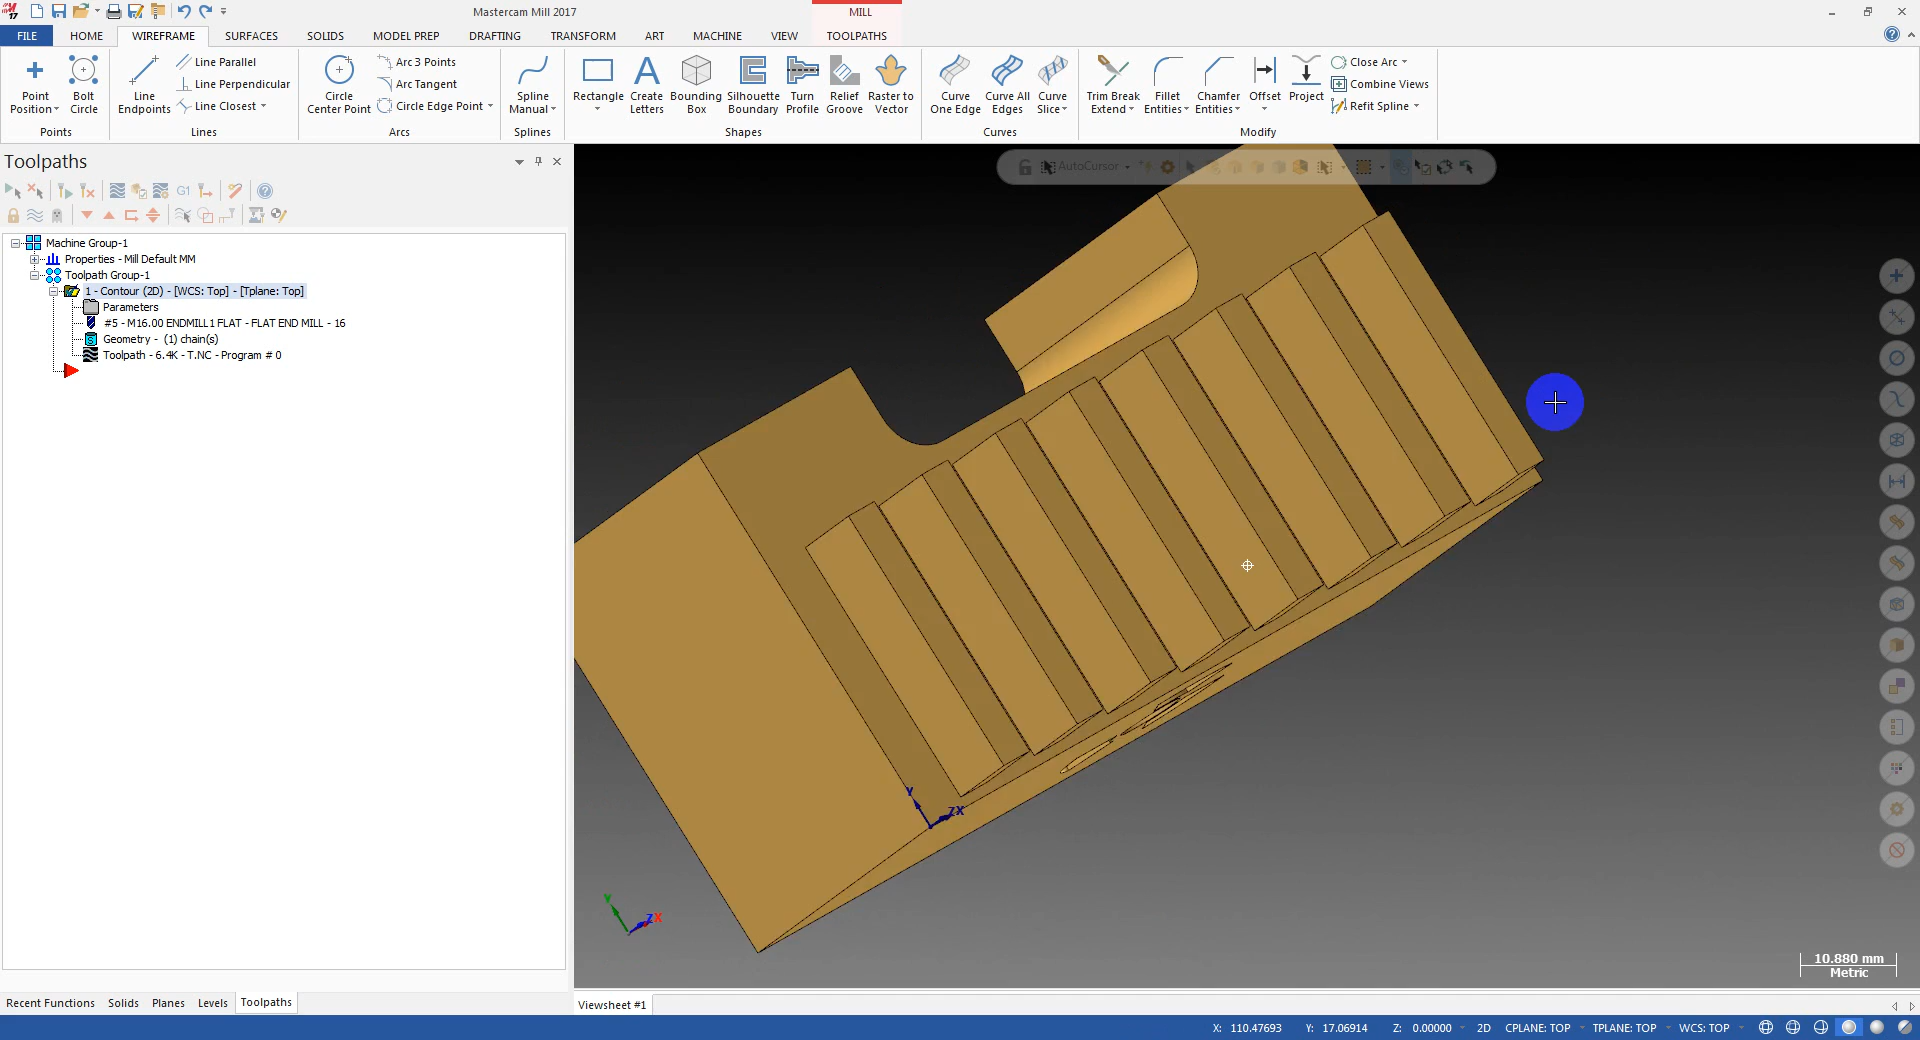 17
Mastercam Mill 2017
MILL
FILE
HOME
WIREFRAME
SURFACES
SOLIDS
MODEL PREP
DRAFTING
TRANSFORM
ART
MACHINE
VIEW
TOOLPATHS
Point Position
Bolt Circle
Points
Line Endpoints
Line Parallel
Line Perpendicular
Line Closest
Lines
Circle Center Point
Arc 3 Points
Arc Tangent
Circle Edge Point
Arcs
Spline Manual
Splines
Rectangle
Create Letters
Bounding Box
Silhouette Boundary
Turn Profile
Relief Groove
Raster to Vector
Shapes
Curve One Edge
Curve All Edges
Curve Slice
Curves
Trim Break Extend
Fillet Entities
Chamfer Entities
Offset
Project
Close Arc
Combine Views
Refit Spline
Modify
Toolpaths
G1
AutoCursor
Machine Group-1
Properties - Mill Default MM
Toolpath Group-1
1 - Contour (2D) - [WCS: Top] - [Tplane: Top]
Parameters
#5 - M16.00 ENDMILL1 FLAT - FLAT END MILL - 16
Geometry - (1) chain(s)
Toolpath - 6.4K - T.NC - Program # 0
Y
ZX
Y
ZX
10.880 mm
Metric
Recent Functions
Solids
Planes
Levels
Toolpaths
Viewsheet #1
X: 110.47693
Y: 17.06914
Z: 0.00000
2D
CPLANE: TOP
TPLANE: TOP
WCS: TOP